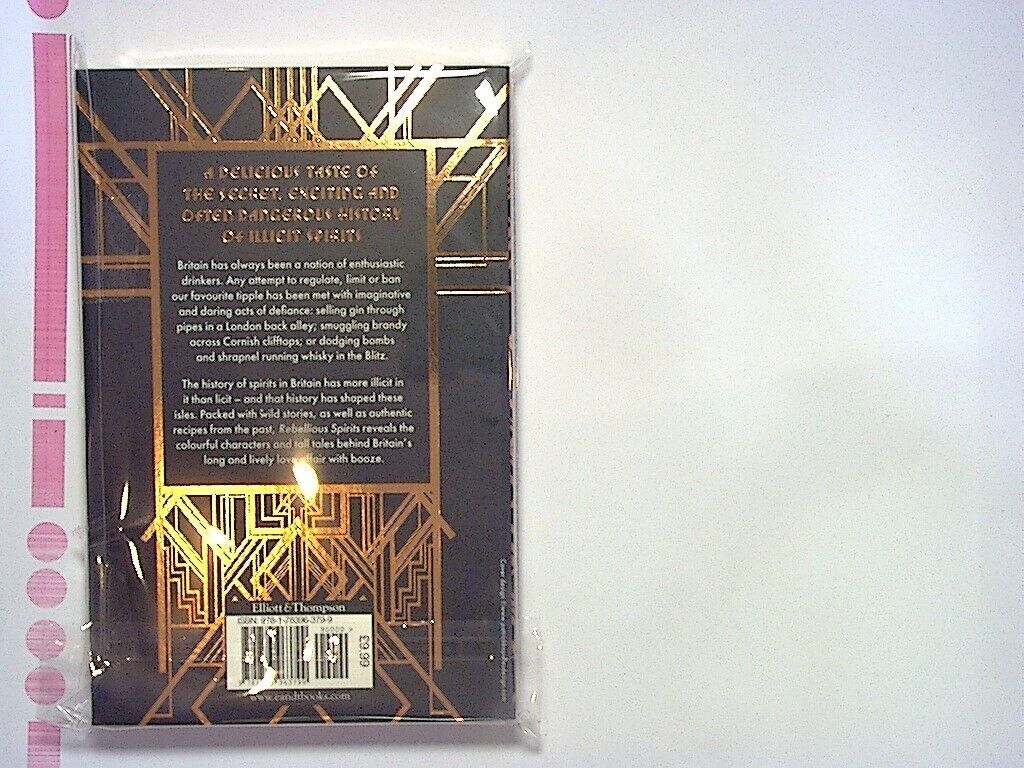 A DELICIOUS TASTE OF
THE SECRET, EXCITING AND
OFTEN DANGEROUS HISTORY
OF ILLICIT SPIRITS
Britain has always been a nation of enthusiastic
drinkers. Any attempt to regulate, limit or ban
our favourite tipple has been met with imaginative
and daring acts of defiance: selling gin through
pipes in a London back alley; smuggling brandy
across Cornish clifftops; or dodging bombs
and shrapnel running whisky in the Blitz.
The history of spirits in Britain has more illicit in
it than licit – and that history has shaped these
isles. Packed with wild stories, as well as authentic
recipes from the past, Rebellious Spirits reveals the
colourful characters and tall tales behind Britain's
long and lively love affair with booze.
Elliott & Thompson
ISBN: 978-1-78396-379-9
£9.99
www.eandtbooks.com